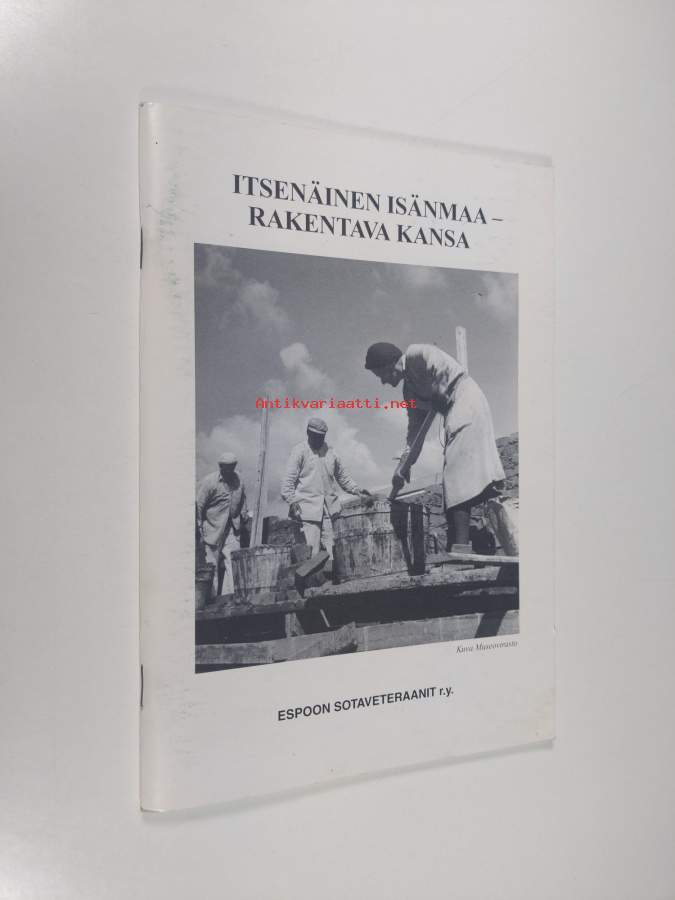 ITSENÄINEN ISÄNMAA –
RAKENTAVA KANSA
Antikvariaatti.net
Kuva Museovirasto
ESPOON SOTAVETERAANIT r.y.